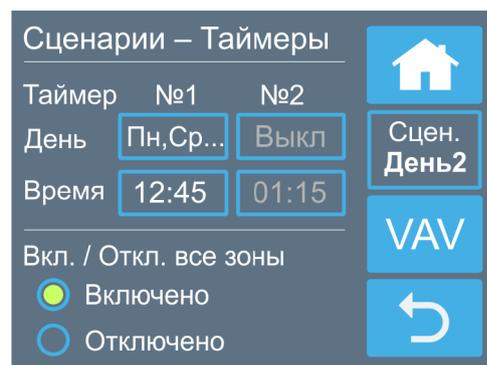 Сценарии – Таймеры
Таймер №1 №2
День Пн,Ср... Выкл
Время 12:45 01:15
Вкл. / Откл. все зоны
Включено
Отключено
Сцен.
День2
VAV